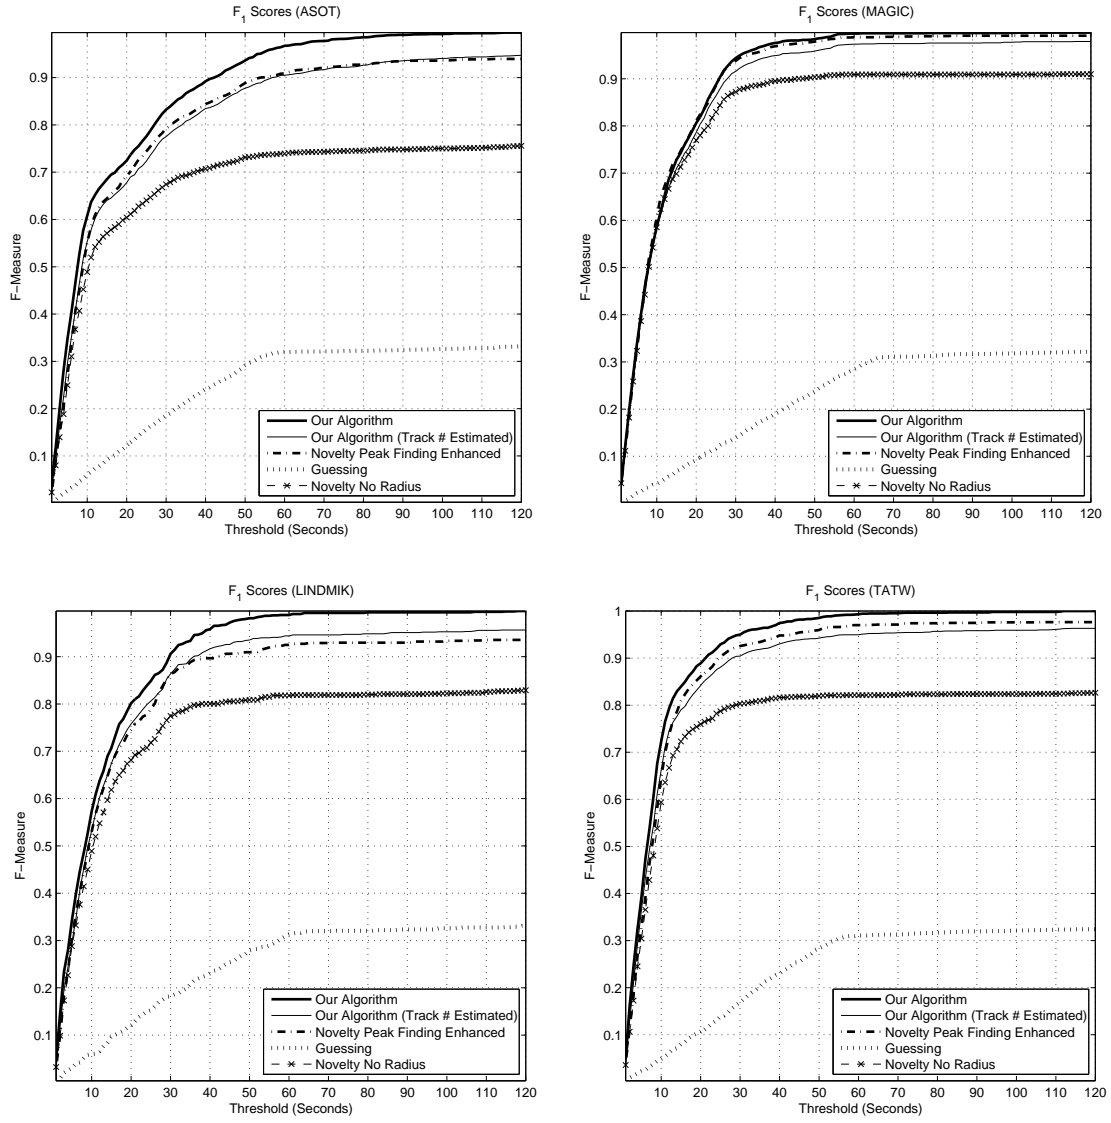 F1 Scores (ASOT)
0.9
0.8
0.7
0.6
0.5
0.4
0.3
0.2
0.1
F−Measure
10 20 30 40 50 60 70 80 90 100 110 120
Threshold (Seconds)
Our Algorithm
Our Algorithm (Track # Estimated)
Novelty Peak Finding Enhanced
Guessing
Novelty No Radius
F1 Scores (MAGIC)
0.9
0.8
0.7
0.6
0.5
0.4
0.3
0.2
0.1
F−Measure
10 20 30 40 50 60 70 80 90 100 110 120
Threshold (Seconds)
Our Algorithm
Our Algorithm (Track # Estimated)
Novelty Peak Finding Enhanced
Guessing
Novelty No Radius
F1 Scores (LINDMIK)
0.9
0.8
0.7
0.6
0.5
0.4
0.3
0.2
0.1
F−Measure
10 20 30 40 50 60 70 80 90 100 110 120
Threshold (Seconds)
Our Algorithm
Our Algorithm (Track # Estimated)
Novelty Peak Finding Enhanced
Guessing
Novelty No Radius
F1 Scores (TATW)
1
0.9
0.8
0.7
0.6
0.5
0.4
0.3
0.2
0.1
F−Measure
10 20 30 40 50 60 70 80 90 100 110 120
Threshold (Seconds)
Our Algorithm
Our Algorithm (Track # Estimated)
Novelty Peak Finding Enhanced
Guessing
Novelty No Radius